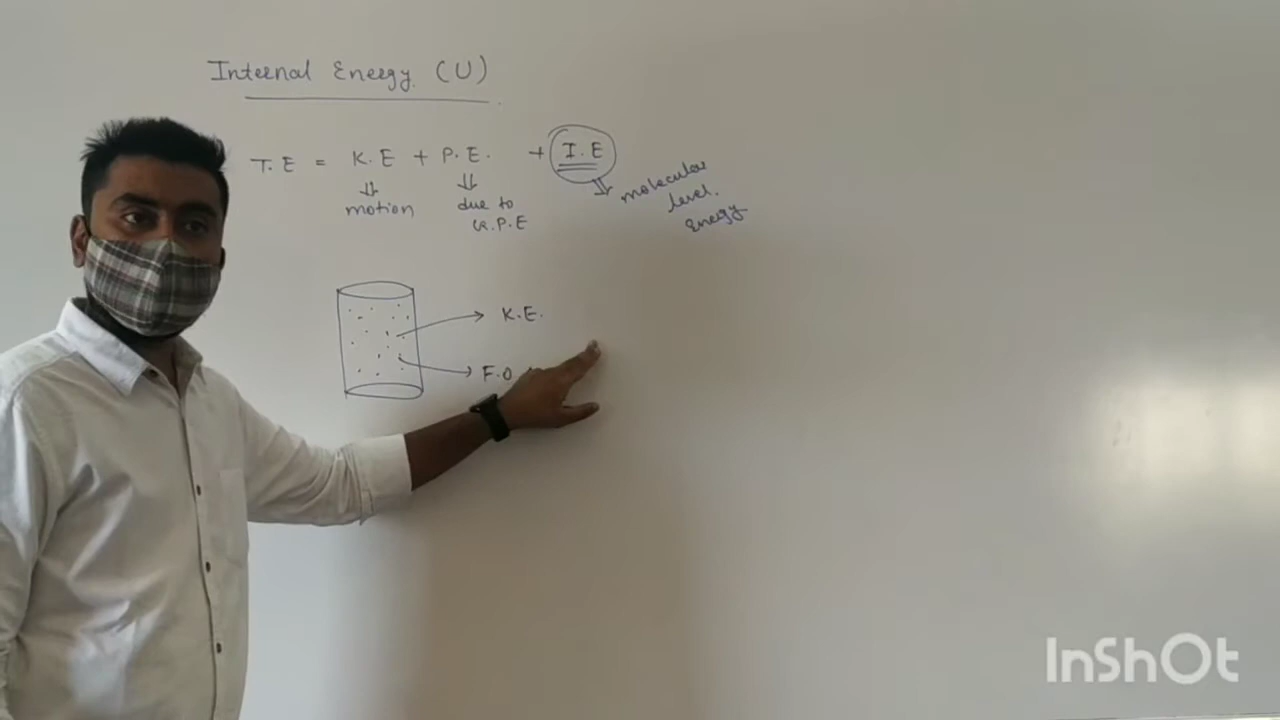 Internal Energy (U)
T.E = K.E + P.E. + I.E
motion
due to
G.P.E
molecular
level.
Energy
K.E.
F.O
InShOt